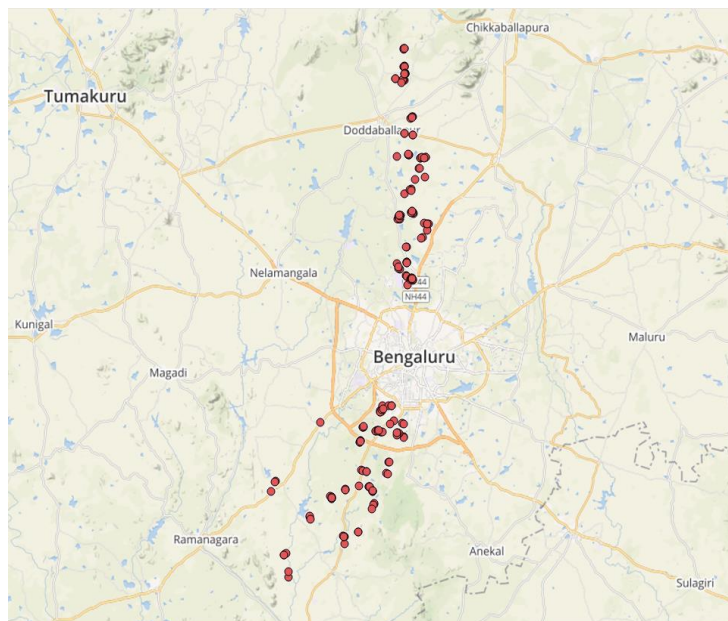 Chikkaballapura
Tumakuru
Doddaballapur
Nelamangala
44
NH44
Kunigal
Maluru
Bengaluru
Magadi
Ramanagara
Anekal
Sulagiri